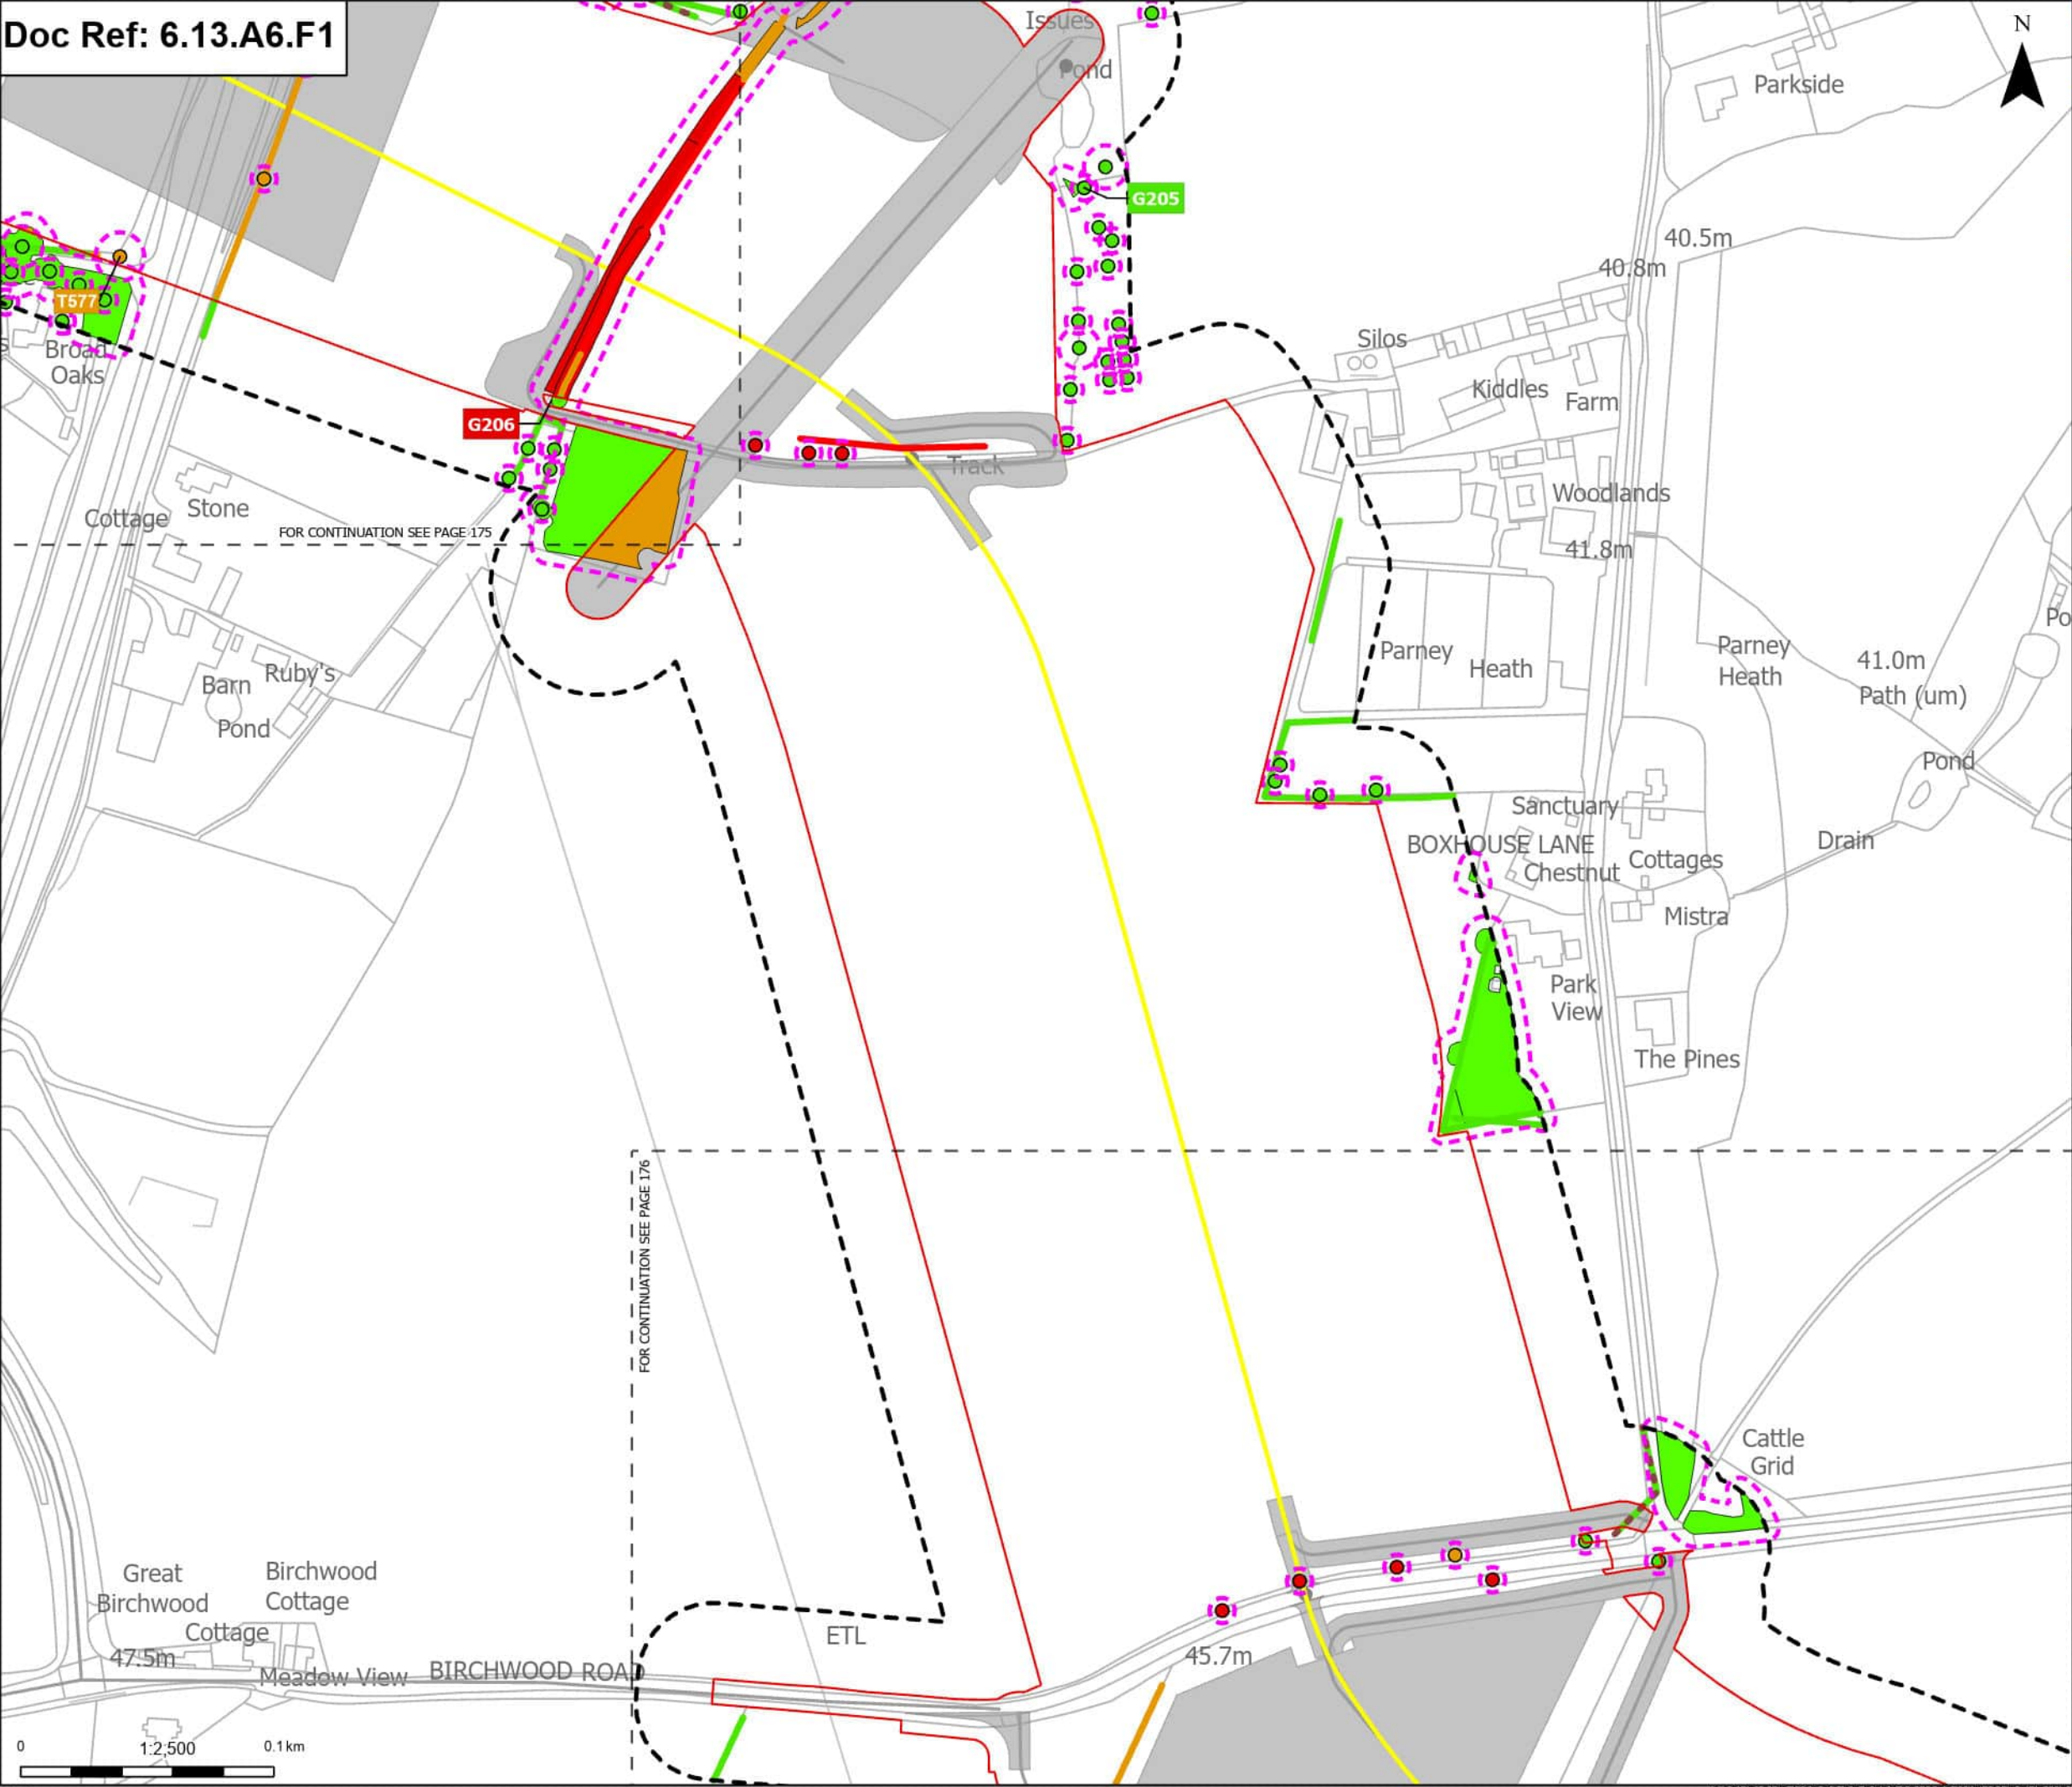 Doc Ref: 6.13.A6.F1
Issues
N
Pond
Parkside
G205
40.5m
40.8m
T577
Broad
Oaks
Silos
Kiddles
Farm
G206
Track
Woodlands
Stone
Cottage
FOR CONTINUATION SEE PAGE 175
41.8m
Po
Parney
Heath
Parney
Heath
41.0m
Path (um)
Ruby's
Barn
Pond
Pond
Sanctuary
BOXHOUSE LANE
Drain
Cottages
Chestnut
Mistra
Park
View
The Pines
FOR CONTINUATION SEE PAGE 176
Cattle
Grid
Great
Birchwood
Cottage
Birchwood
Cottage
ETL
47.5m
Meadow View
BIRCHWOOD ROAD
45.7m
0
1:2,500
0.1 km